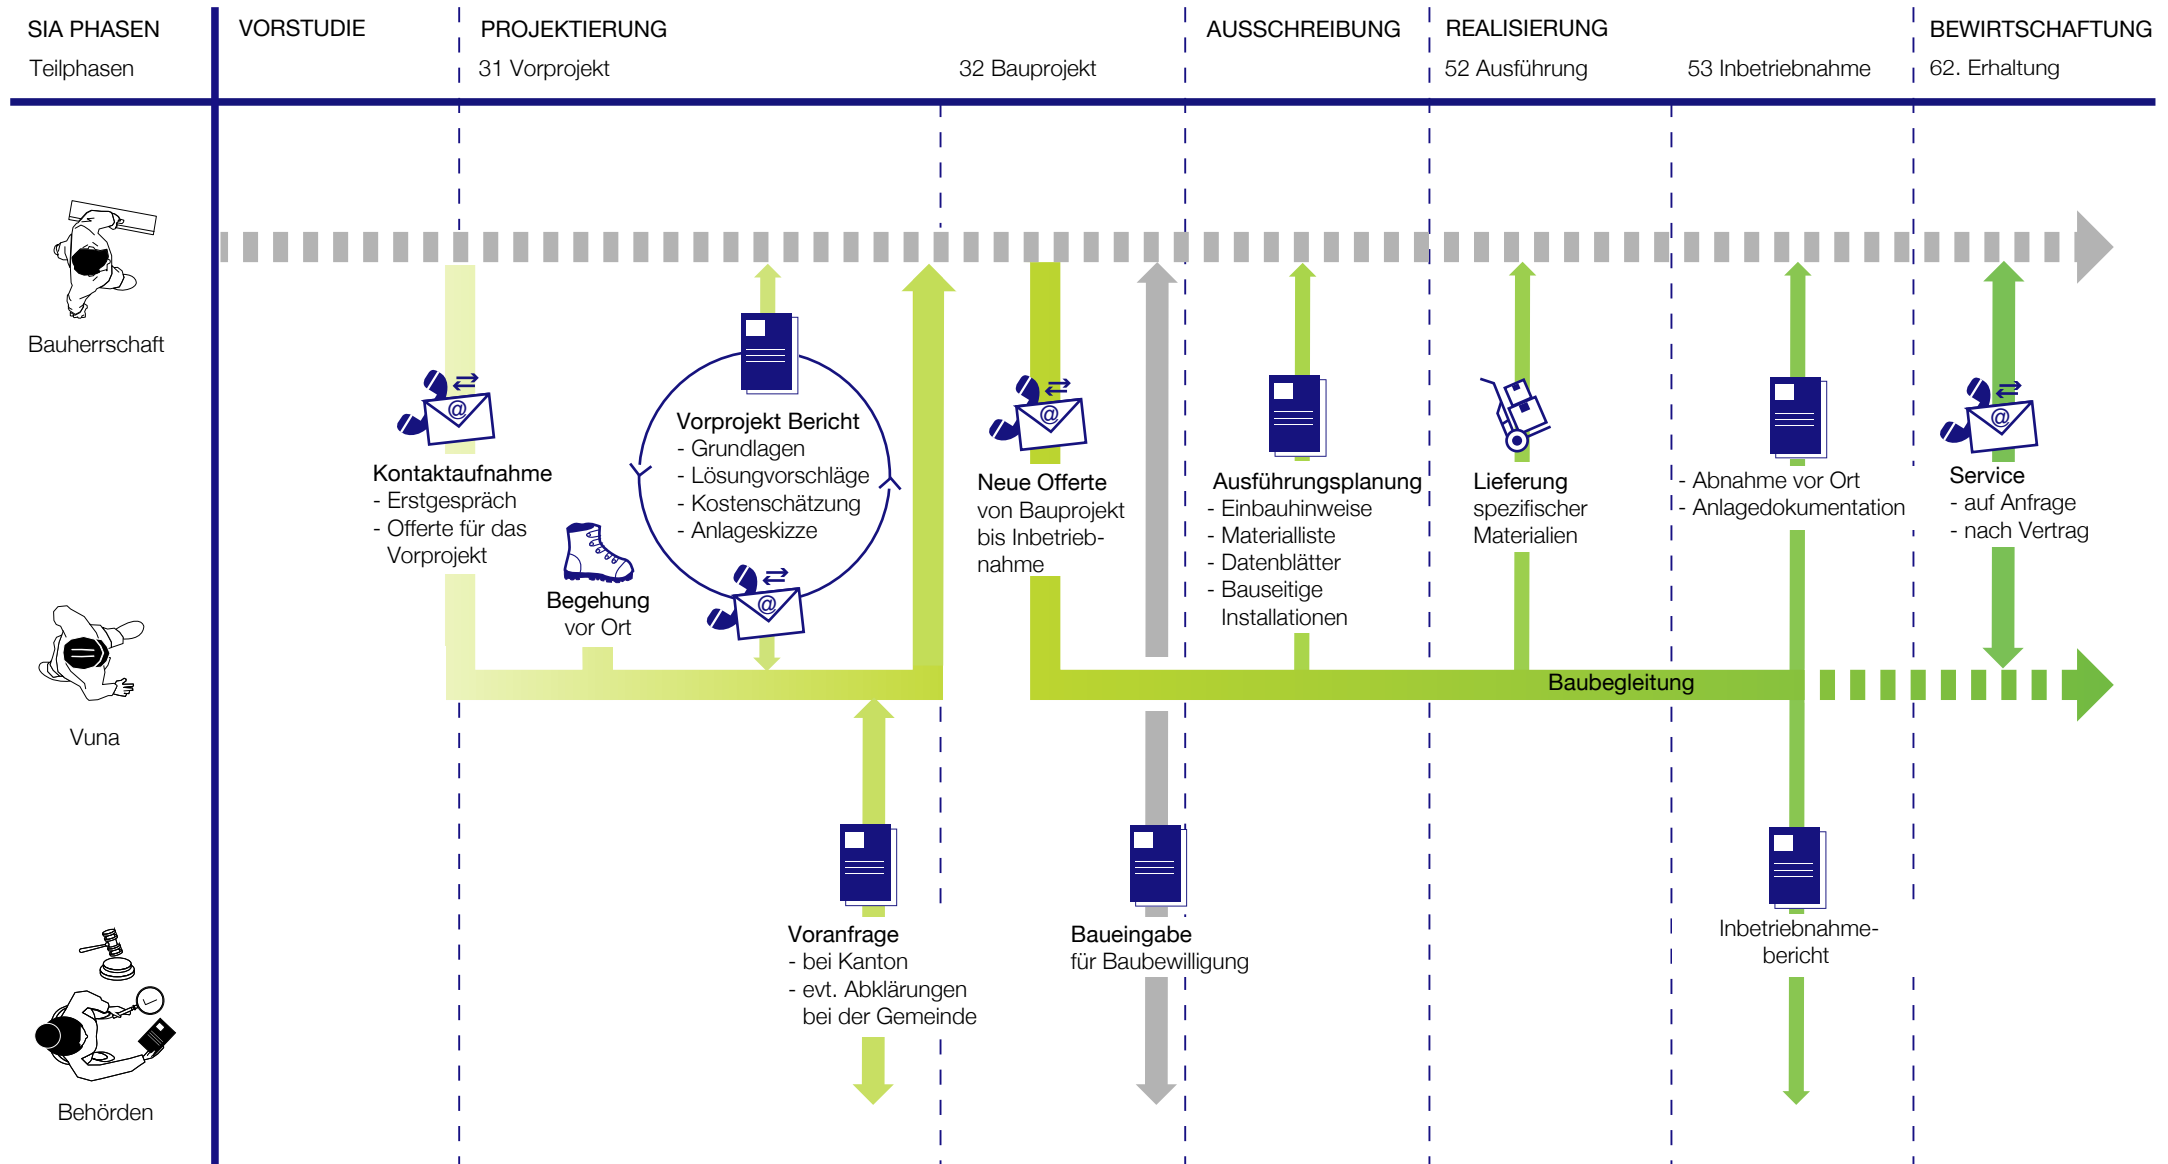 SIA PHASEN
Teilphasen
VORSTUDIE
PROJEKTIERUNG
31 Vorprojekt
32 Bauprojekt
AUSSCHREIBUNG
REALISIERUNG
52 Ausführung
53 Inbetriebnahme
BEWIRTSCHAFTUNG
62. Erhaltung
Bauherrschaft
Kontaktaufnahme
- Erstgespräch
- Offerte für das
Vorprojekt
Begehung
vor Ort
Vorprojekt Bericht
- Grundlagen
- Lösungvorschläge
- Kostenschätzung
- Anlageskizze
@
@
Neue Offerte
von Bauprojekt
bis Inbetrieb-
nahme
@
Ausführungsplanung
- Einbauhinweise
- Materialliste
- Datenblätter
- Bauseitige
Installationen
Lieferung
spezifischer
Materialien
- Abnahme vor Ort
- Anlagedokumentation
@
Service
- auf Anfrage
- nach Vertrag
Vuna
Baubegleitung
Voranfrage
- bei Kanton
- evt. Abklärungen
bei der Gemeinde
Baueingabe
für Baubewilligung
Inbetriebnahme-
bericht
Behörden